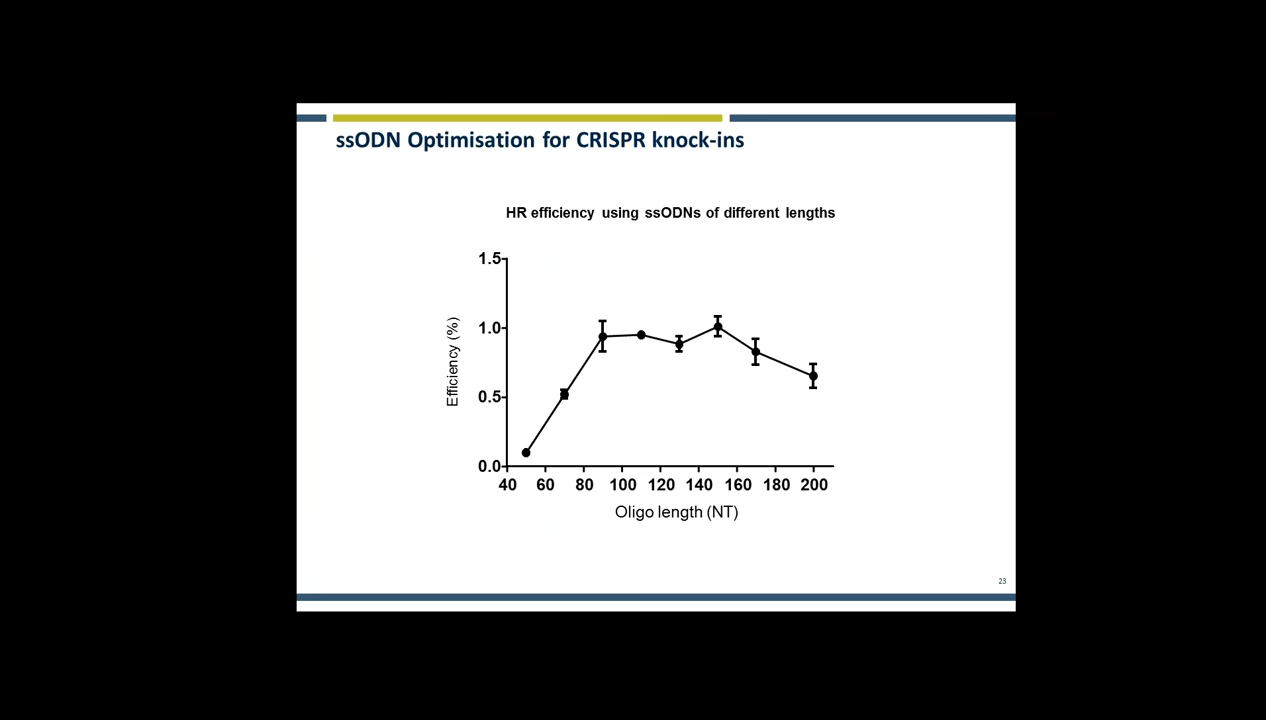 ssODN Optimisation for CRISPR knock-ins
HR efficiency using ssODNs of different lengths
1.5
1.0
0.5
0.0
Efficiency (%)
40 60 80 100 120 140 160 180 200
Oligo length (NT)
23